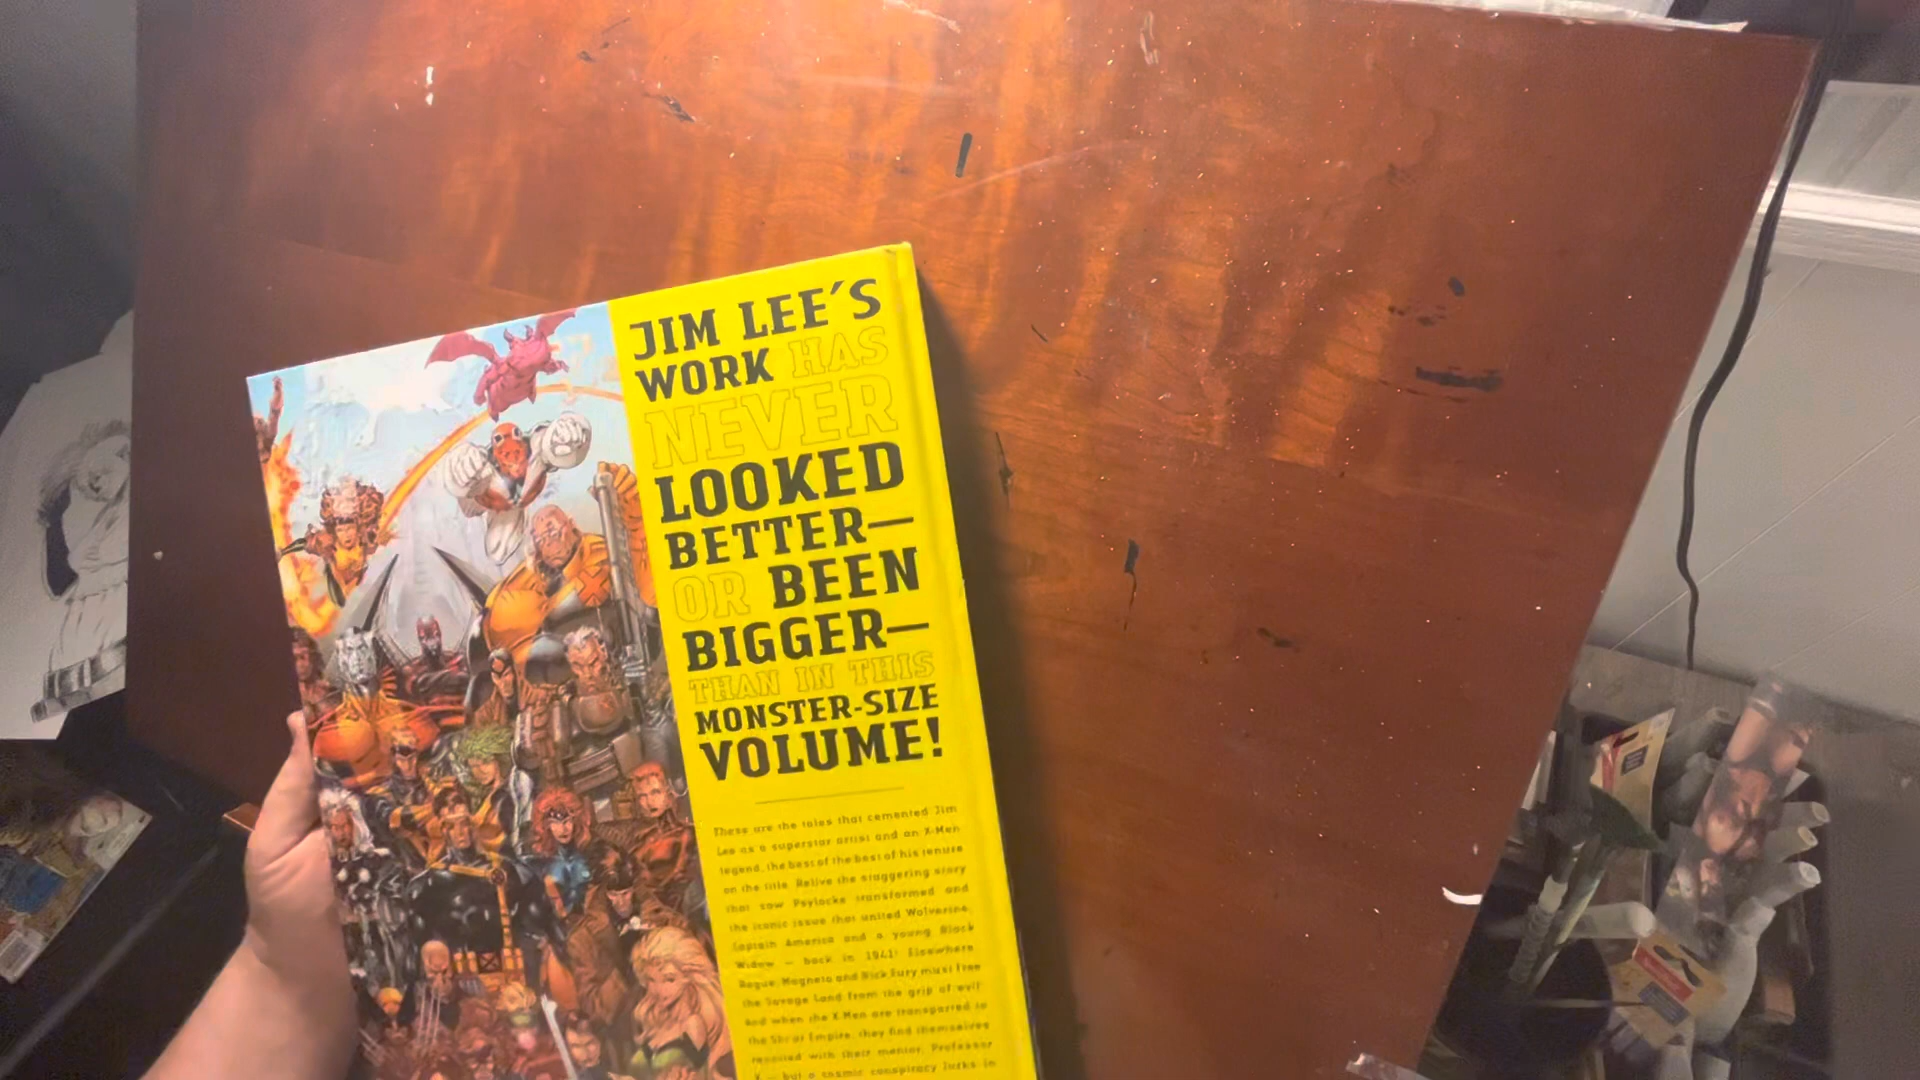 JIM LEE'S
WORK HAS
NEVER
LOOKED
BETTER—
OR BEEN
BIGGER—
THAN IN THIS
MONSTER-SIZE
VOLUME!
These are the tales that cemented Jim
Lee as a superstar artist and an X-Men
legend, the best of the best of his tenure
on the title. Relive the staggering story
that saw Psylocke transformed and
the iconic issue that united Wolverine,
Captain America and a young Black
Widow — back in 1941! Elsewhere,
Rogue, Magneto and Nick Fury must free
the Savage Land from the grip of evil!
And when the X-Men are transported to
the Shi'ar Empire, they find themselves
reunited with their mentor, Professor
X — but a cosmic conspiracy lurks in